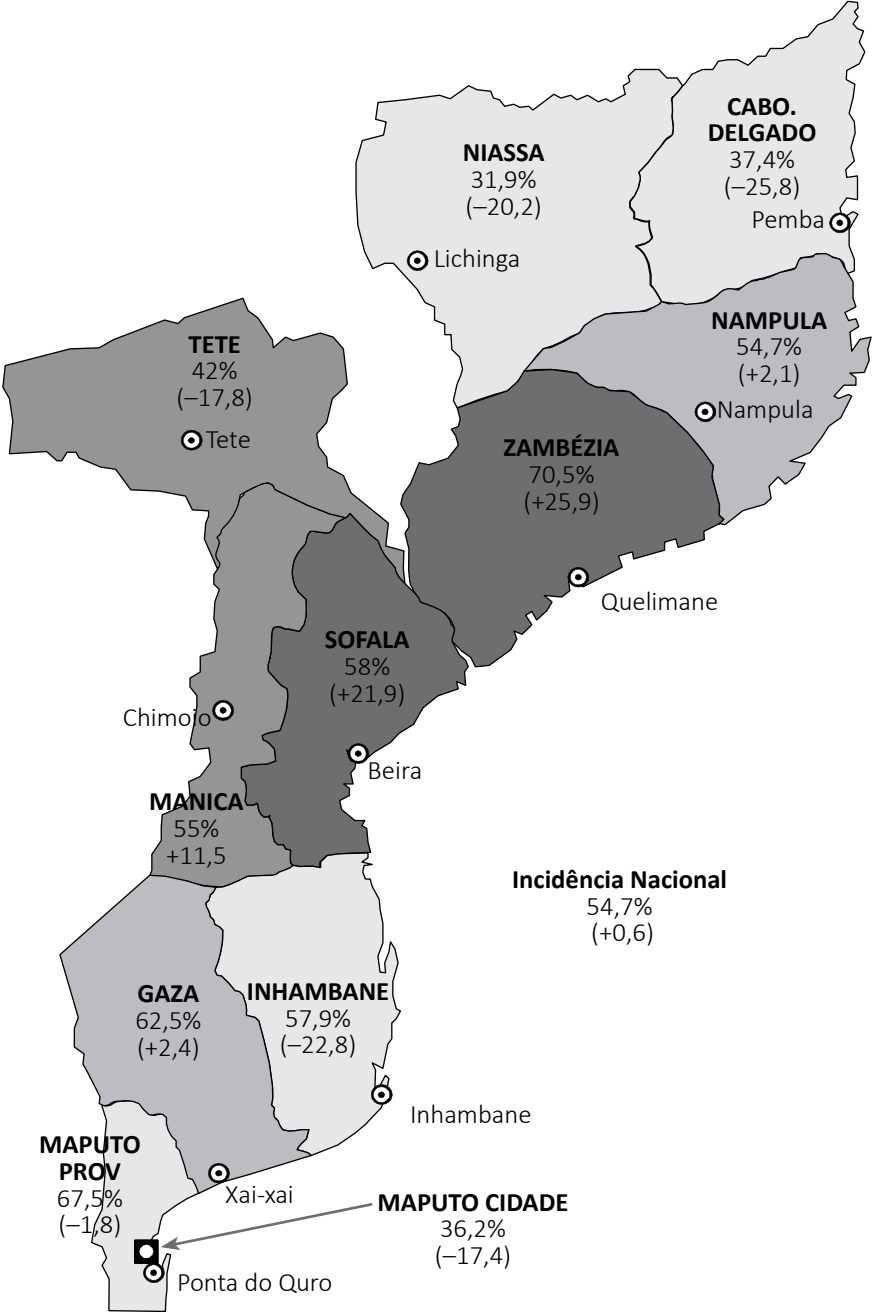 CABO.
DELGADO
37,4%
(–25,8)
Pemba
NIASSA
31,9%
(–20,2)
Lichinga
NAMPULA
54,7%
(+2,1)
Nampula
TETE
42%
(–17,8)
Tete
ZAMBÉZIA
70,5%
(+25,9)
Quelimane
SOFALA
58%
(+21,9)
Beira
Chimoio
MANICA
55%
+11,5
Incidência Nacional
54,7%
(+0,6)
GAZA
62,5%
(+2,4)
Xai-xai
INHAMBANE
57,9%
(–22,8)
Inhambane
MAPUTO
PROV
67,5%
(–1,8)
MAPUTO CIDADE
36,2%
(–17,4)
Ponta do Quro